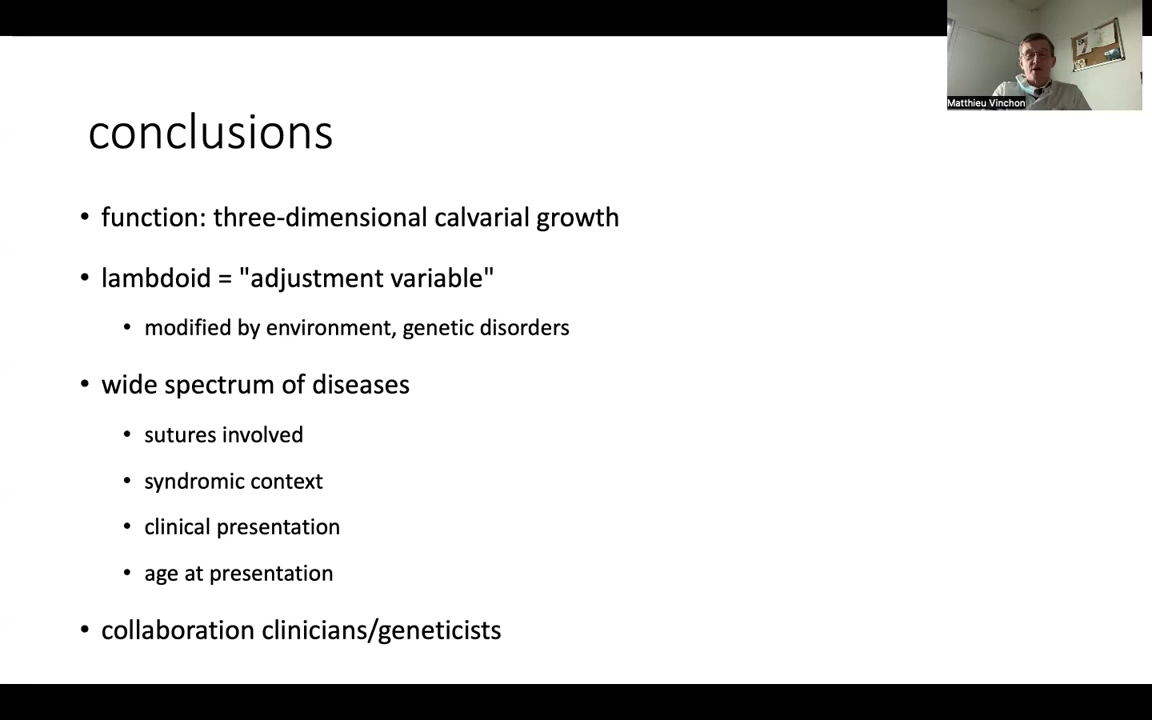 Matthieu Vinchon
conclusions
• function: three-dimensional calvarial growth
• lambdoid = "adjustment variable"
• modified by environment, genetic disorders
• wide spectrum of diseases
• sutures involved
• syndromic context
• clinical presentation
• age at presentation
• collaboration clinicians/geneticists